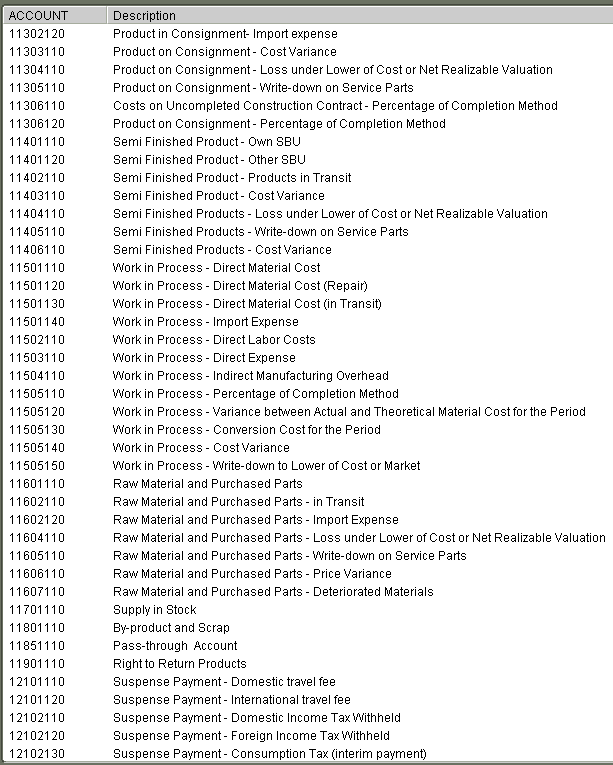 ACCOUNT Description
11302120 Product in Consignment- Import expense
11303110 Product on Consignment - Cost Variance
11304110 Product on Consignment - Loss under Lower of Cost or Net Realizable Valuation
11305110 Product on Consignment - Write-down on Service Parts
11306110 Costs on Uncompleted Construction Contract - Percentage of Completion Method
11306120 Product on Consignment - Percentage of Completion Method
11401110 Semi Finished Product - Own SBU
11401120 Semi Finished Product - Other SBU
11402110 Semi Finished Product - Products in Transit
11403110 Semi Finished Product - Cost Variance
11404110 Semi Finished Products - Loss under Lower of Cost or Net Realizable Valuation
11405110 Semi Finished Products - Write-down on Service Parts
11406110 Semi Finished Products - Cost Variance
11501110 Work in Process - Direct Material Cost
11501120 Work in Process - Direct Material Cost (Repair)
11501130 Work in Process - Direct Material Cost (in Transit)
11501140 Work in Process - Import Expense
11502110 Work in Process - Direct Labor Costs
11503110 Work in Process - Direct Expense
11504110 Work in Process - Indirect Manufacturing Overhead
11505110 Work in Process - Percentage of Completion Method
11505120 Work in Process - Variance between Actual and Theoretical Material Cost for the Period
11505130 Work in Process - Conversion Cost for the Period
11505140 Work in Process - Cost Variance
11505150 Work in Process - Write-down to Lower of Cost or Market
11601110 Raw Material and Purchased Parts
11602110 Raw Material and Purchased Parts - in Transit
11602120 Raw Material and Purchased Parts - Import Expense
11604110 Raw Material and Purchased Parts - Loss under Lower of Cost or Net Realizable Valuation
11605110 Raw Material and Purchased Parts - Write-down on Service Parts
11606110 Raw Material and Purchased Parts - Price Variance
11607110 Raw Material and Purchased Parts - Deteriorated Materials
11701110 Supply in Stock
11801110 By-product and Scrap
11851110 Pass-through Account
11901110 Right to Return Products
12101110 Suspense Payment - Domestic travel fee
12101120 Suspense Payment - International travel fee
12102110 Suspense Payment - Domestic Income Tax Withheld
12102120 Suspense Payment - Foreign Income Tax Withheld
12102130 Suspense Payment - Consumption Tax (interim payment)